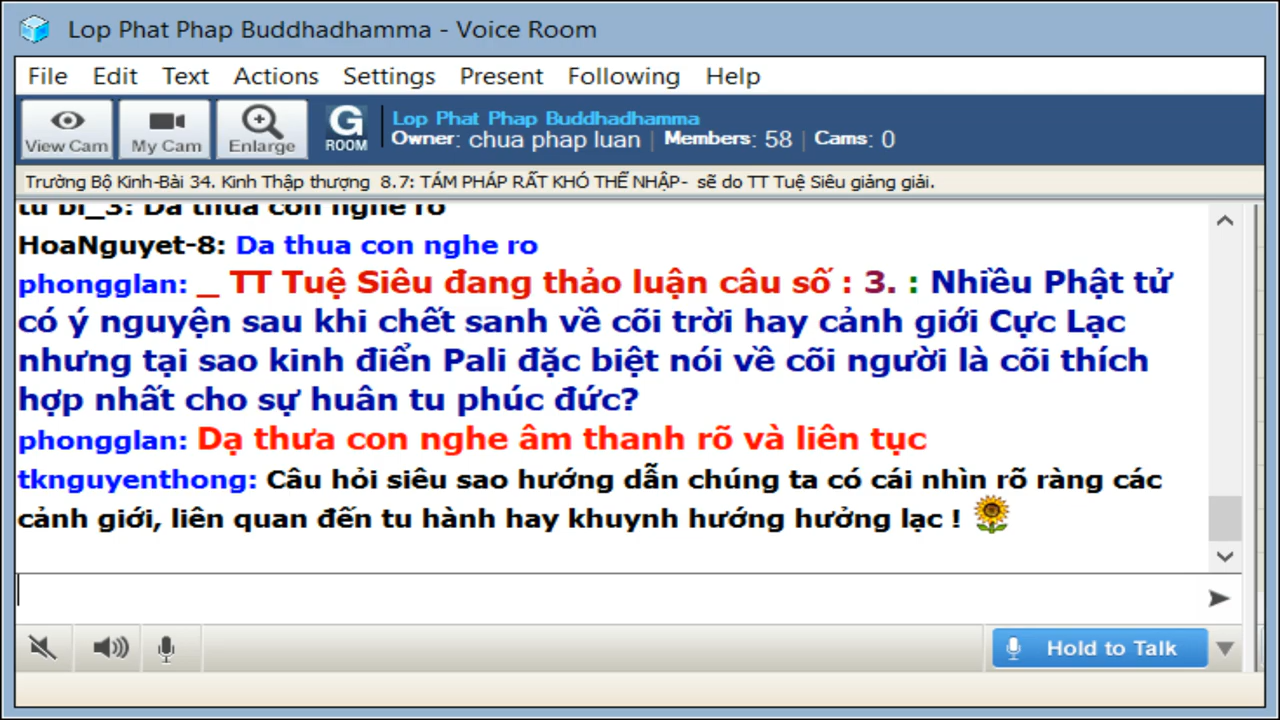 Lop Phat Phap Buddhadhamma - Voice Room
File Edit Text Actions Settings Present Following Help
View Cam My Cam Enlarge G ROOM
Lop Phat Phap Buddhadhamma
Owner: chua phap luan | Members: 58 | Cams: 0
Trường Bộ Kinh-Bài 34. Kinh Thập thượng 8.7: TÁM PHÁP RẤT KHÓ THỂ NHẬP- sẽ do TT Tuệ Siêu giảng giải.
tu bi_3: Da thua con nghe ro
HoaNguyet-8: Da thua con nghe ro
phongglan: _ TT Tuệ Siêu đang thảo luận câu số : 3. : Nhiều Phật tử
có ý nguyện sau khi chết sanh về cõi trời hay cảnh giới Cực Lạc
nhưng tại sao kinh điển Pali đặc biệt nói về cõi người là cõi thích
hợp nhất cho sự huân tu phúc đức?
phongglan: Dạ thưa con nghe âm thanh rõ và liên tục
tknguyenthong: Câu hỏi siêu sao hướng dẫn chúng ta có cái nhìn rõ ràng các
cảnh giới, liên quan đến tu hành hay khuynh hướng hưởng lạc !
Hold to Talk